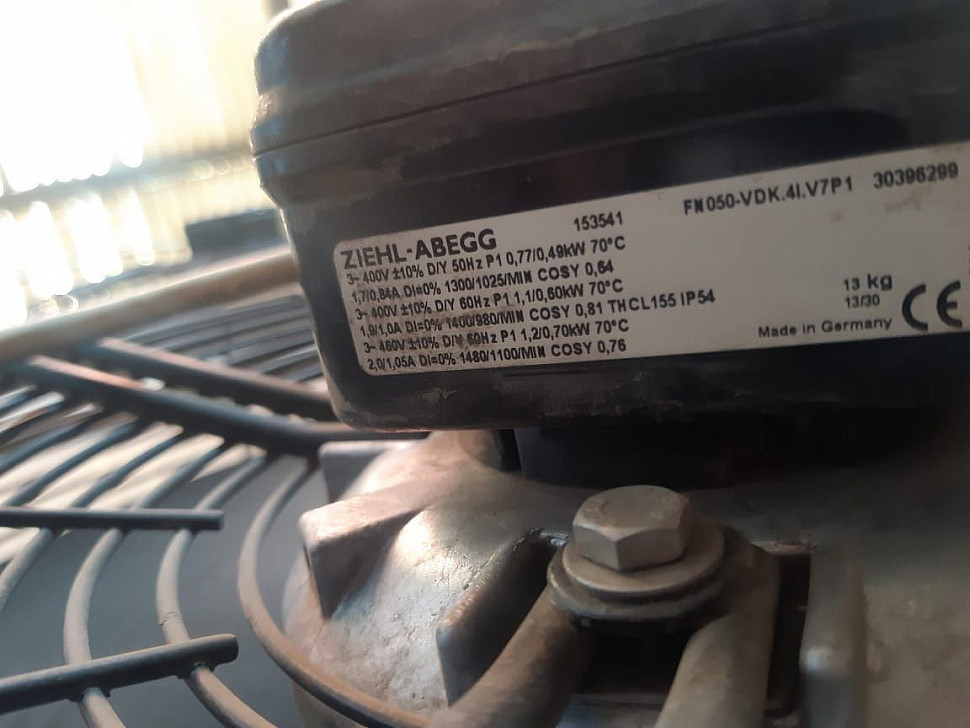 ZIEHL-ABEGG 153541 FN050-VDK.4I.V7P1 30396299
3~ 400V ±10% D/Y 50Hz P1 0,77/0,49kW 70°C
1,7/0,84A DI=0% 1300/1025/MIN COSY 0,64
3~ 400V ±10% D/Y 60Hz P1 1,1/0,60kW 70°C
1,9/1,0A DI=0% 1400/980/MIN COSY 0,81 THCL155 IP54
3~ 460V ±10% D/Y 60Hz P1 1,2/0,70kW 70°C
2,0/1,05A DI=0% 1480/1100/MIN COSY 0,76
13 kg
13/30
Made in Germany CE